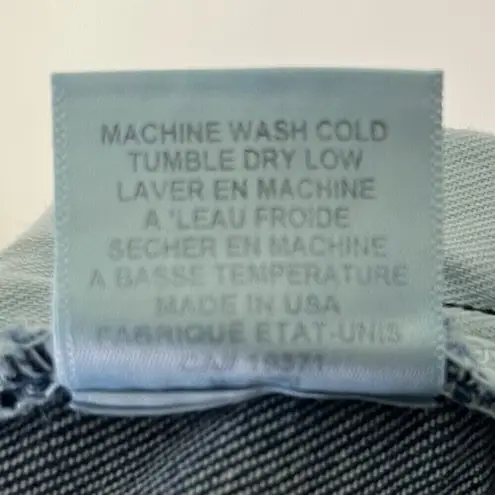 MACHINE WASH COLD
TUMBLE DRY LOW
LAVER EN MACHINE
A 'LEAU FROIDE
SECHER EN MACHINE
A BASSE TEMPERATURE
MADE IN USA
FABRIQUE ETAT-UNIS